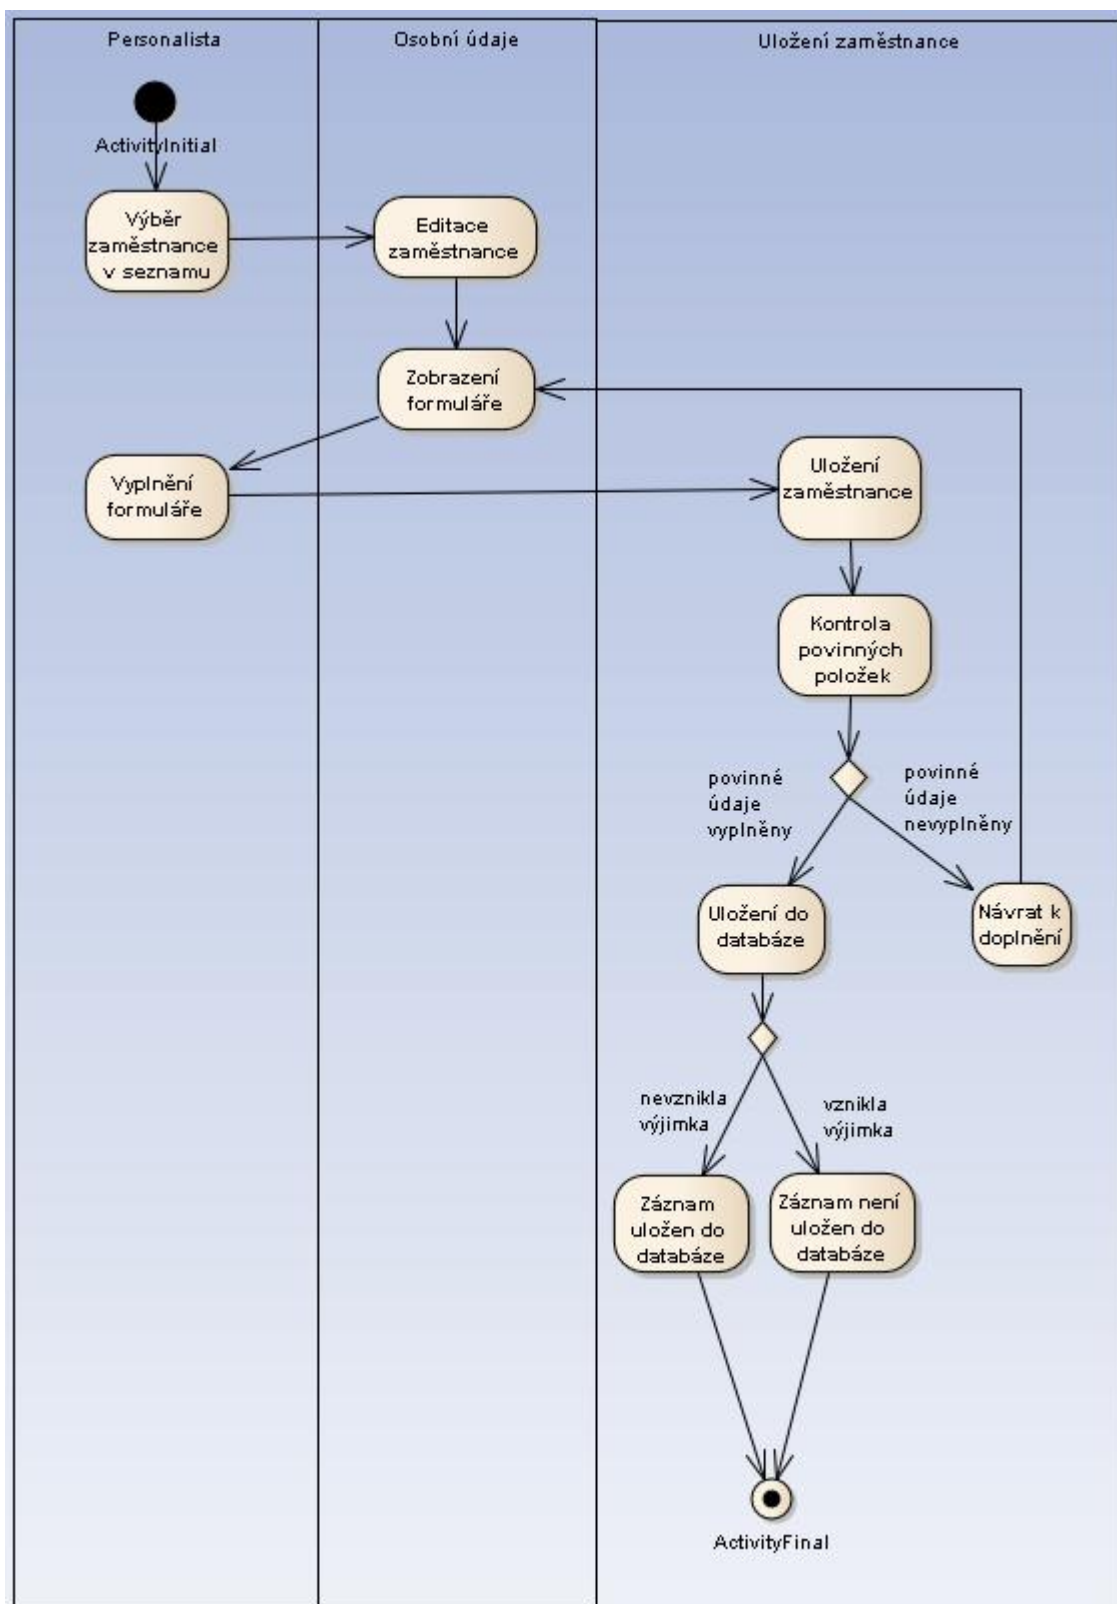 Personalista
Osobní údaje
Uložení zaměstnance
ActivityInitial
Výběr
zaměstnance
v seznamu
Editace
zaměstnance
Zobrazení
formuláře
Vyplnění
formuláře
Uložení
zaměstnance
Kontrola
povinných
položek
povinné
údaje
vyplněny
povinné
údaje
nevyplněny
Uložení do
databáze
Návrat k
doplnění
nevznikla
výjimka
vznikla
výjimka
Záznam
uložen do
databáze
Záznam není
uložen do
databáze
ActivityFinal